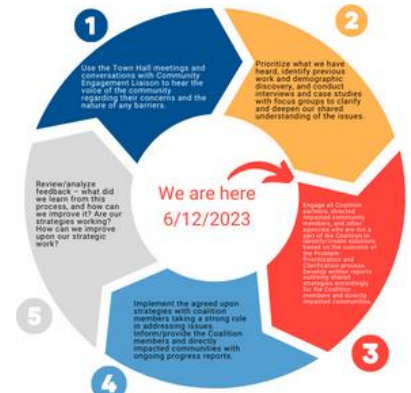 1
Use the Town Hall meetings and
conversations with Community
Engagement Liaison to hear the
voice of the community
regarding their concerns and the
nature of any barriers.
2
Prioritize what we have
heard, identify previous
work and demographic
discovery, and conduct
interviews and case studies
with focus groups to clarify
and deepen our shared
understanding of the issues.
We are here
6/12/2023
Engage all Coalition
partners, directed
impacted community
members, and other
agencies who are not a
part of the Coalition to
identify/create solutions
based on the outcome of
the Problem
Prioritization and
Clarification process.
Develop written reports
outlining shared
strategies accordingly
for the Coalition
members and directly
impacted communities.
3
Implement the agreed upon
strategies with coalition
members taking a strong role
in addressing issues.
Inform/provide the Coalition
members and directly
impacted communities with
ongoing progress reports.
4
Review/analyze
feedback – what did
we learn from this
process, and how can
we improve it? Are our
strategies working?
How can we improve
upon our strategic
work?
5